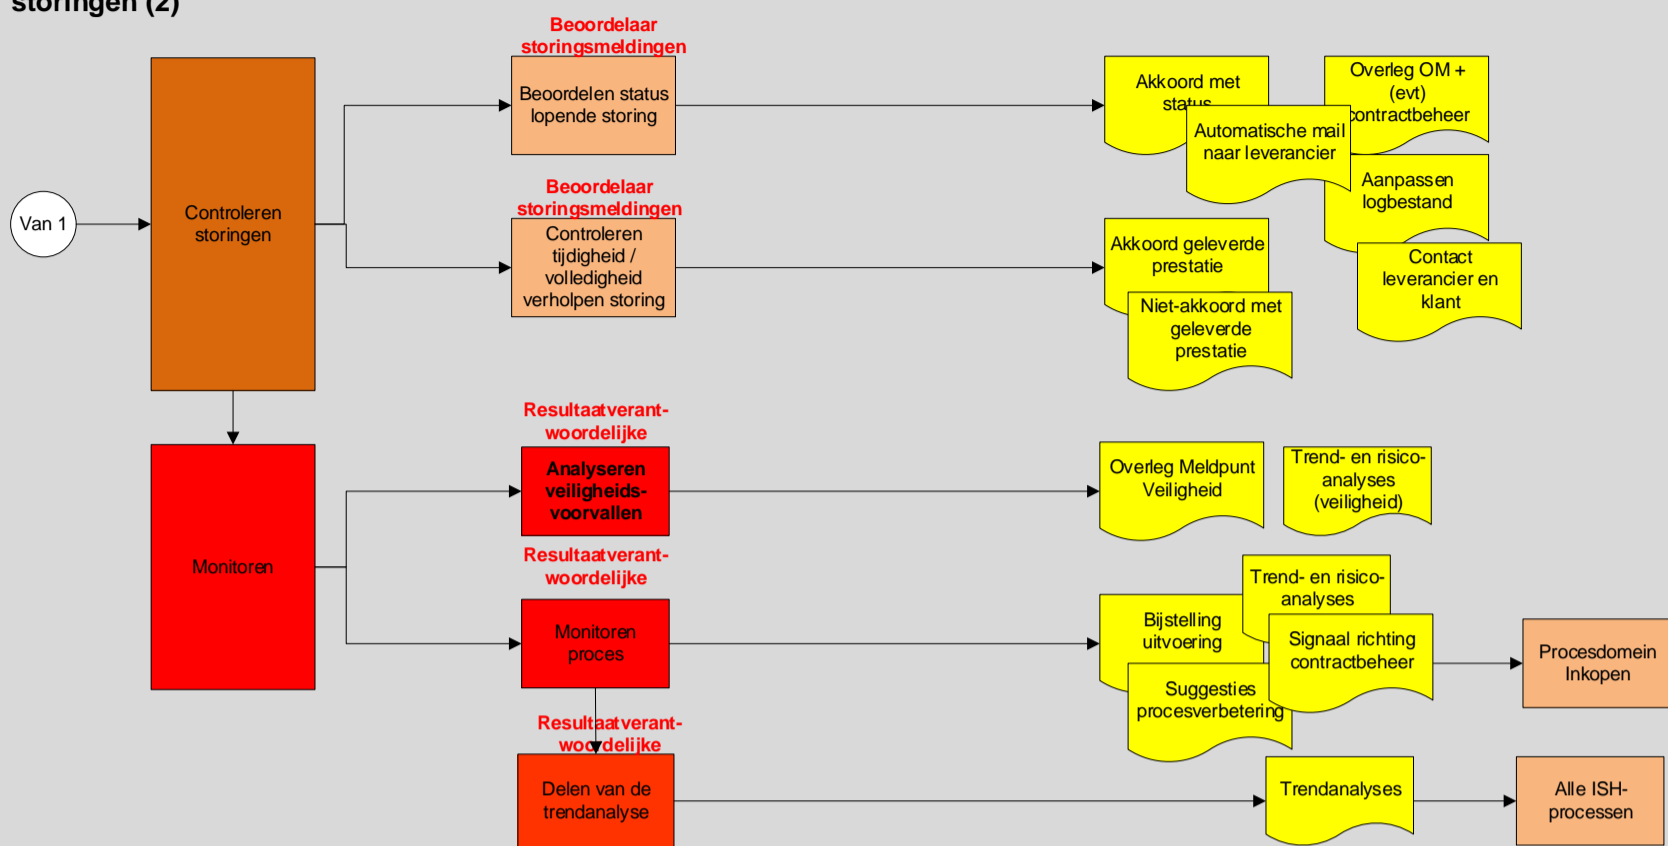 storingen (2)
Beoordelaar
storingsmeldingen
Beoordelen status
lopende storing
Akkoord met
status
Overleg OM +
(evt)
contractbeheer
Automatische mail
naar leverancier
Aanpassen
logbestand
Van 1
Controleren
storingen
Beoordelaar
storingsmeldingen
Controleren
tijdigheid /
volledigheid
verholpen storing
Akkoord geleverde
prestatie
Contact
leverancier en
klant
Niet-akkoord met
geleverde
prestatie
Resultaatverant-
woordelijke
Analyseren
veiligheids-
voorvallen
Overleg Meldpunt
Veiligheid
Trend- en risico-
analyses
(veiligheid)
Monitoren
Resultaatverant-
woordelijke
Monitoren
proces
Trend- en risico-
analyses
Bijstelling
uitvoering
Signaal richting
contractbeheer
Procesdomein
Inkopen
Suggesties
procesverbetering
Resultaatverant-
woordelijke
Delen van de
trendanalyse
Trendanalyses
Alle ISH-
processen